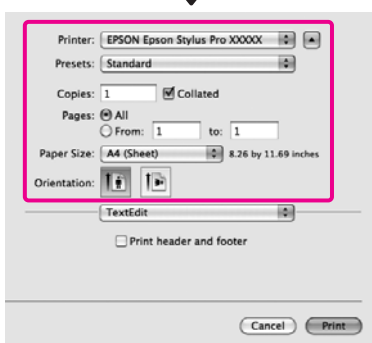 Printer: EPSON Epson Stylus Pro XXXXX
Presets: Standard
Copies: 1 Collated
Pages: All
From: 1 to: 1
Paper Size: A4 (Sheet) 8.26 by 11.69 inches
Orientation:
TextEdit
Print header and footer
Cancel Print